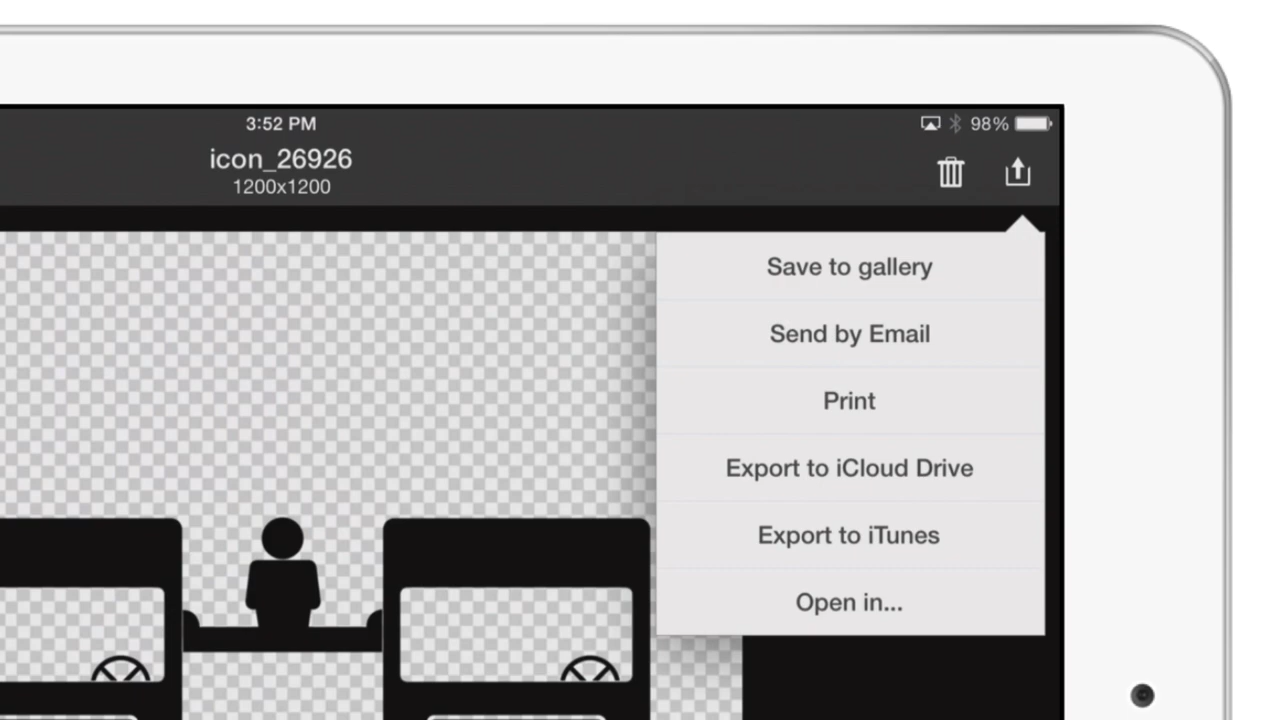 3:52 PM
98%
icon_26926
1200x1200
Save to gallery
Send by Email
Print
Export to iCloud Drive
Export to iTunes
Open in...